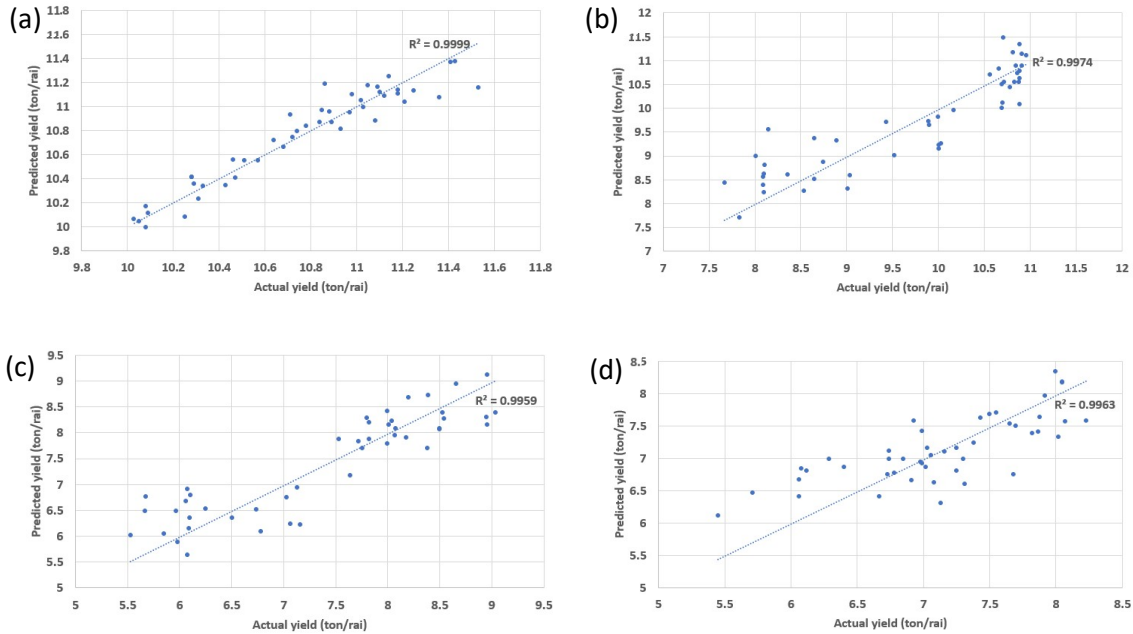 (a)
R² = 0.9999
Predicted yield (ton/rai)
11.8
11.6
11.4
11.2
11
10.8
10.6
10.4
10.2
10
9.8
9.8 10 10.2 10.4 10.6 10.8 11 11.2 11.4 11.6 11.8
Actual yield (ton/rai)
(b)
R² = 0.9974
Predicted yield (ton/rai)
12
11.5
11
10.5
10
9.5
9
8.5
8
7.5
7
7 7.5 8 8.5 9 9.5 10 10.5 11 11.5 12
Actual yield (ton/rai)
(c)
R² = 0.9959
Predicted yield (ton/rai)
9.5
9
8.5
8
7.5
7
6.5
6
5.5
5
5 5.5 6 6.5 7 7.5 8 8.5 9 9.5
Actual yield (ton/rai)
(d)
R² = 0.9963
Predicted yield (ton/rai)
8.5
8
7.5
7
6.5
6
5.5
5
5 5.5 6 6.5 7 7.5 8 8.5
Actual yield (ton/rai)